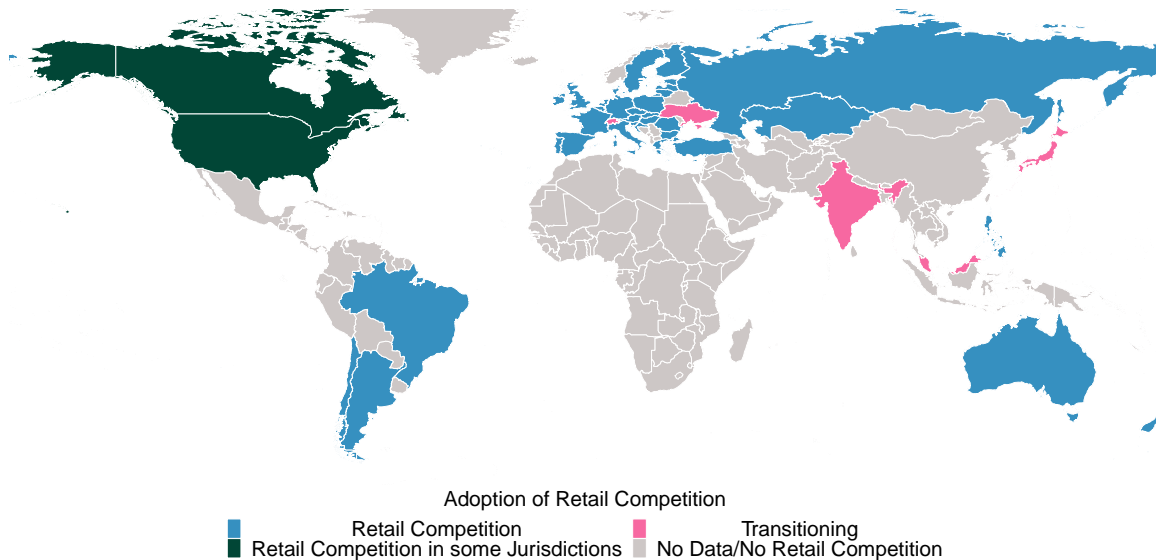 Adoption of Retail Competition
Retail Competition
Transitioning
Retail Competition in some Jurisdictions
No Data/No Retail Competition